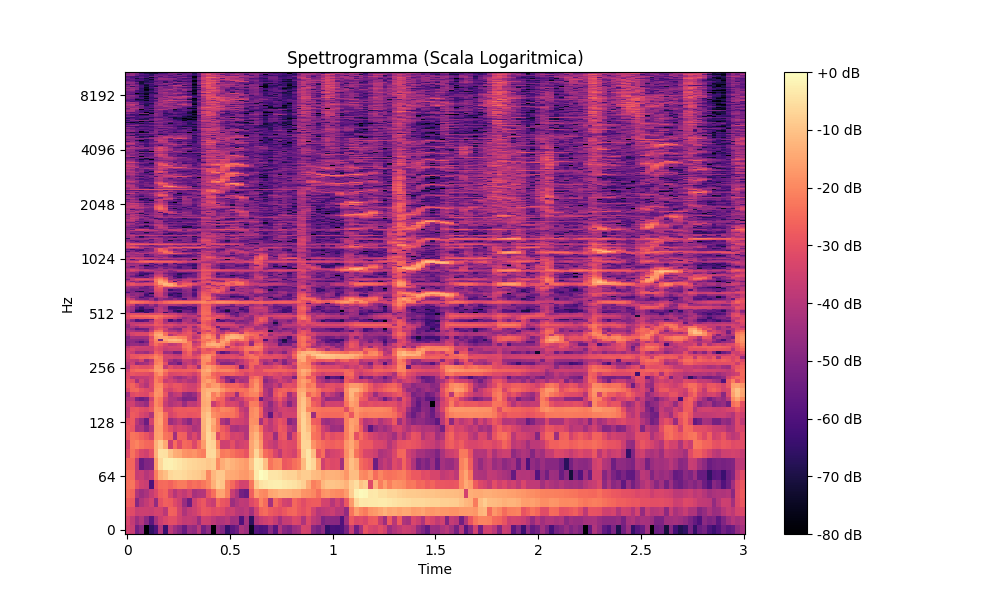 Spettrogramma (Scala Logaritmica)
Hz
8192
4096
2048
1024
512
256
128
64
0
0
0.5
1
1.5
2
2.5
3
Time
+0 dB
-10 dB
-20 dB
-30 dB
-40 dB
-50 dB
-60 dB
-70 dB
-80 dB